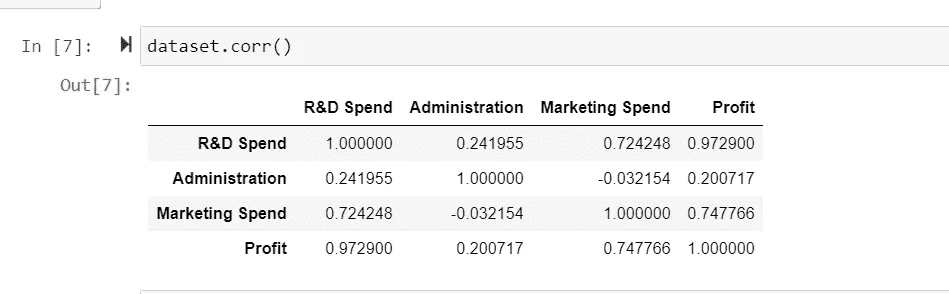 In [7]: dataset.corr()
Out[7]:
R&D Spend Administration Marketing Spend Profit
R&D Spend 1.000000 0.241955 0.724248 0.972900
Administration 0.241955 1.000000 -0.032154 0.200717
Marketing Spend 0.724248 -0.032154 1.000000 0.747766
Profit 0.972900 0.200717 0.747766 1.000000